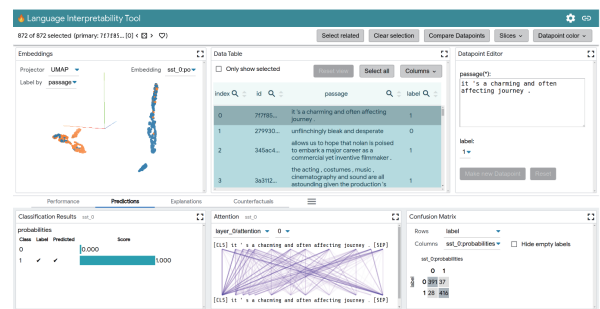 Language Interpretability Tool
872 of 872 selected (primary: 7f7f85... [0] < > )
Select related
Clear selection
Compare Datapoints
Slices
Datapoint color
Embeddings
Projector UMAP
Embedding sst_0:po
Label by passage
Data Table
Only show selected
Reset view
Select all
Columns
index id passage label
0 7f7f85... it 's a charming and often affecting journey . 1
1 279930... unflinchingly bleak and desperate 0
2 345ac4... allows us to hope that nolan is poised to embark a major career as a commercial yet inventive filmmaker . 1
3 3a3112... the acting , costumes , music , cinematography and sound are all astounding given the production 's 1
Datapoint Editor
passage(*):
it 's a charming and often
affecting journey .
label:
1
Make new Datapoint
Reset
Performance
Predictions
Explanations
Counterfactuals
Classification Results sst_0
probabilities
Class Label Predicted Score
0 0.000
1 ✔ ✔ 1.000
Attention sst_0
layer_0/attention 0
[CLS] it ' s a charming and often affecting journey . [SEP]
[CLS] it ' s a charming and often affecting journey . [SEP]
Confusion Matrix
Rows label
Columns sst_0:probabilities
Hide empty labels
sst_0:probabilities
0 1
label
0 391 37
1 28 416